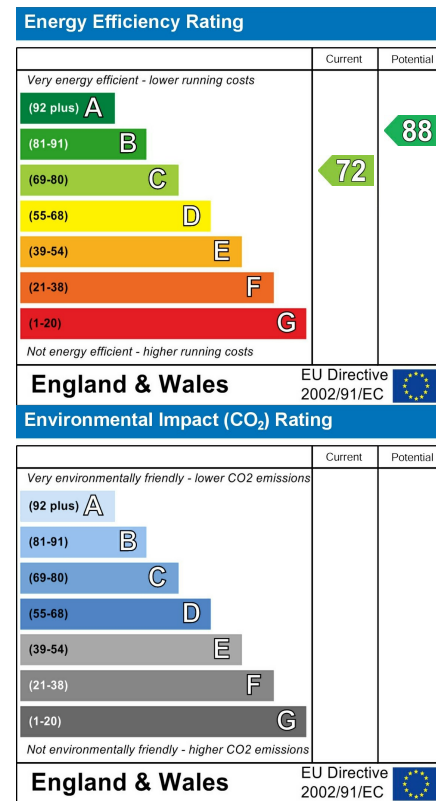 Energy Efficiency Rating
Current Potential
Very energy efficient - lower running costs
(92 plus) A
(81-91) B
88
(69-80) C
72
(55-68) D
(39-54) E
(21-38) F
(1-20) G
Not energy efficient - higher running costs
England & Wales
EU Directive
2002/91/EC
Environmental Impact (CO₂) Rating
Current Potential
Very environmentally friendly - lower CO2 emissions
(92 plus) A
(81-91) B
(69-80) C
(55-68) D
(39-54) E
(21-38) F
(1-20) G
Not environmentally friendly - higher CO2 emissions
England & Wales
EU Directive
2002/91/EC